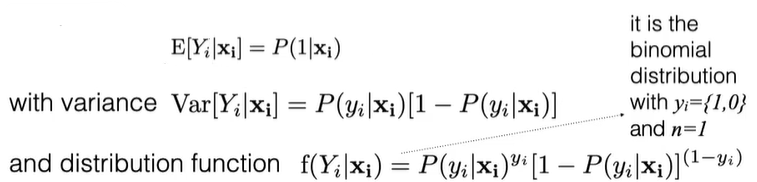 E[Y_i|x_i] = P(1|x_i)
with variance Var[Y_i|x_i] = P(y_i|x_i)[1 − P(y_i|x_i)]
and distribution function f(Y_i|x_i) = P(y_i|x_i)^{y_i}[1 − P(y_i|x_i)]^{(1−y_i)}
it is the
binomial
distribution
with y_i={1,0}
and n=1